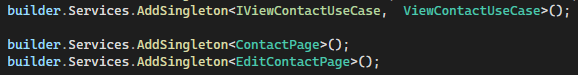 builder.Services.AddSingleton<IViewContactUseCase, ViewContactUseCase>();
builder.Services.AddSingleton<ContactPage>();
builder.Services.AddSingleton<EditContactPage>();